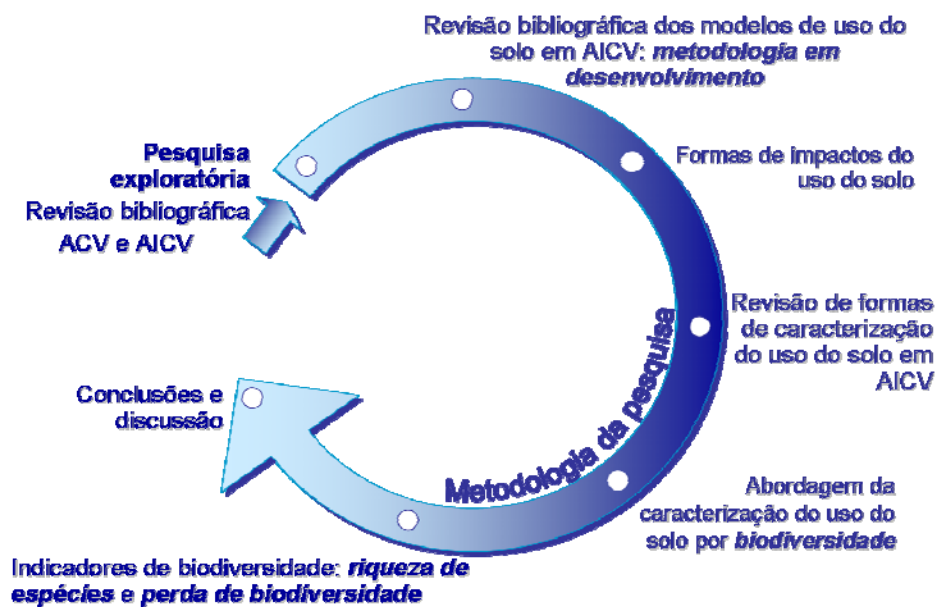 Pesquisa
exploratória
Revisão bibliográfica
ACV e AICV
Revisão bibliográfica dos modelos de uso do
solo em AICV: metodologia em
desenvolvimento
Formas de impactos do
uso do solo
Revisão de formas
de caracterização
do uso do solo em
AICV
Abordagem da
caracterização do uso do
solo por biodiversidade
Indicadores de biodiversidade: riqueza de
espécies e perda de biodiversidade
Conclusões e
discussão
Metodologia da pesquisa